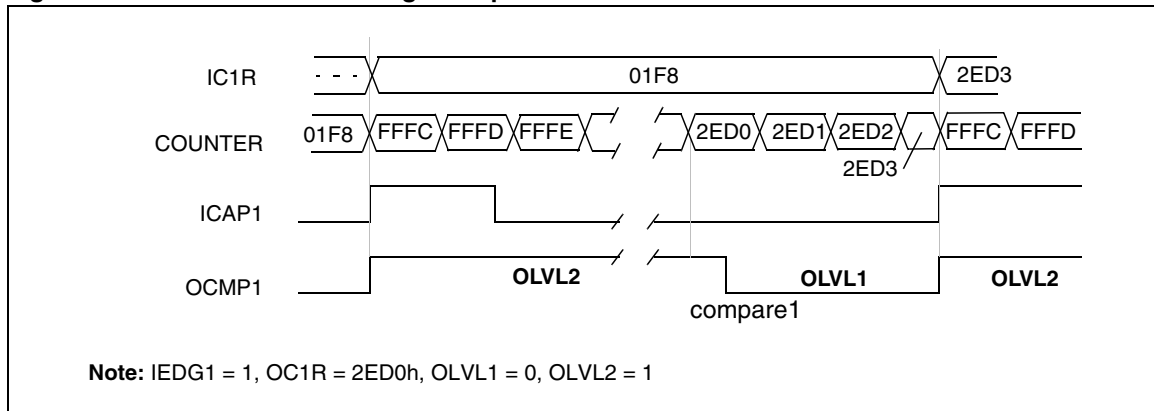 IC1R - - - 01F8 2ED3
COUNTER 01F8 FFFC FFFD FFFE 2ED0 2ED1 2ED2 FFFC FFFD
2ED3
ICAP1
OCMP1 OLVL2 OLVL1 OLVL2
compare1
Note: IEDG1 = 1, OC1R = 2ED0h, OLVL1 = 0, OLVL2 = 1